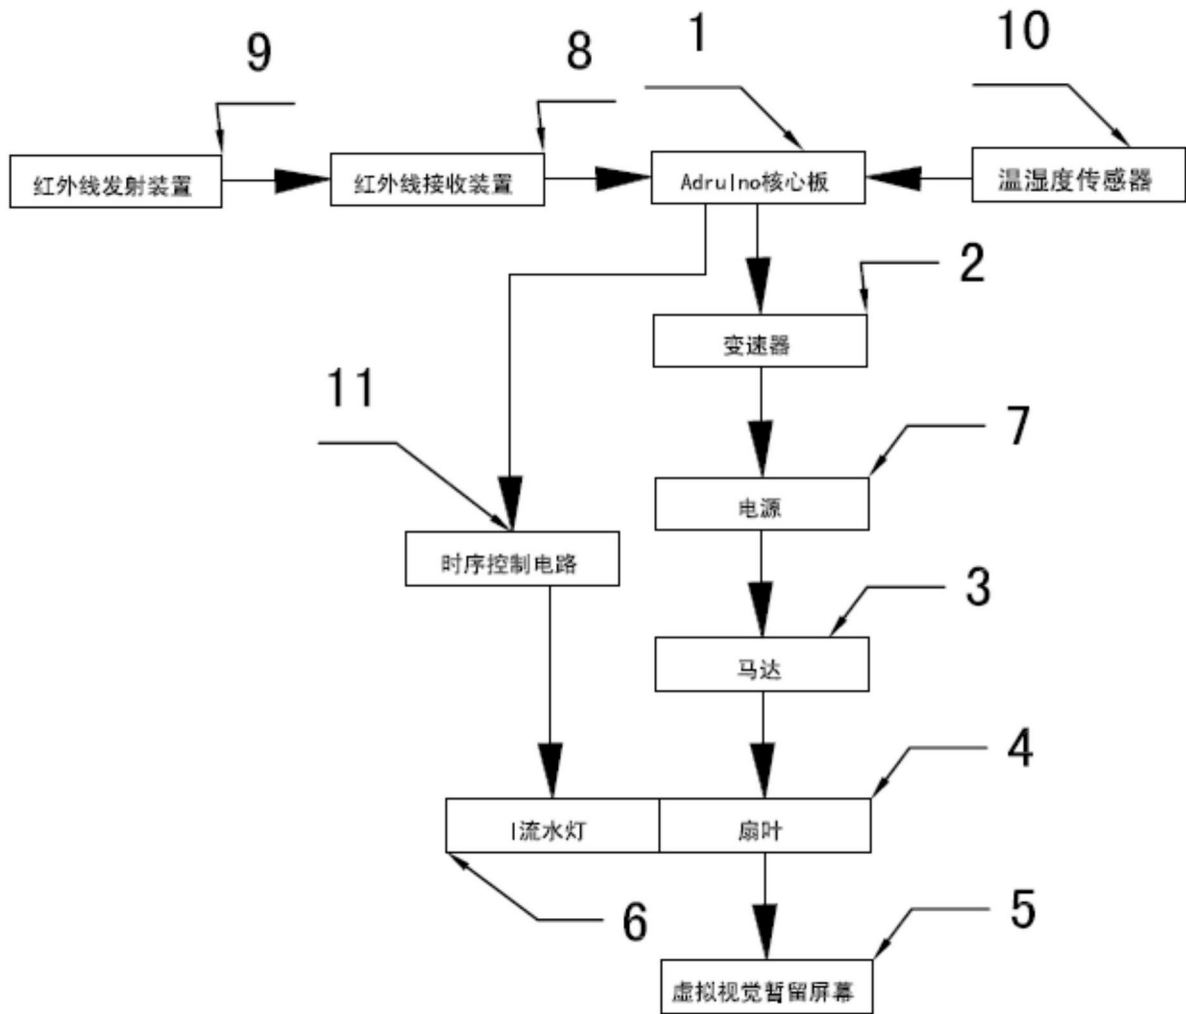 9
8
1
10
红外线发射装置
红外线接收装置
Adrulno核心板
温湿度传感器
2
变速器
11
7
电源
时序控制电路
3
马达
4
l流水灯
扇叶
6
5
虚拟视觉暂留屏幕